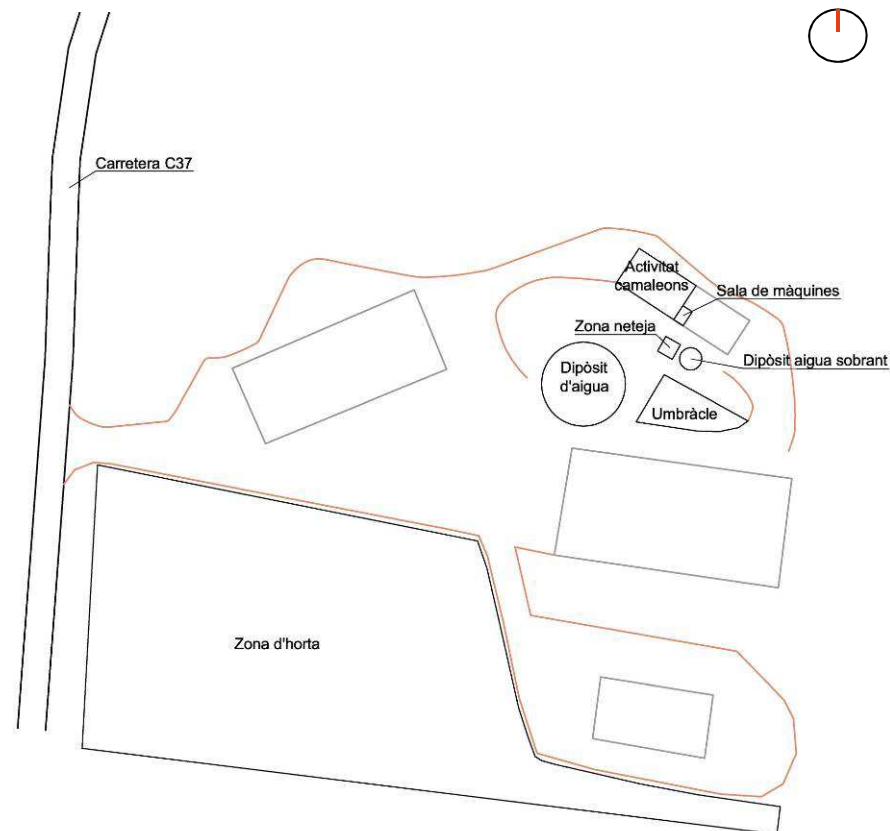 Carretera C37
Activitat
camaleons
Sala de màquines
Zona neteja
Dipòsit aigua sobrant
Dipòsit
d'aigua
Umbràcle
Zona d'horta